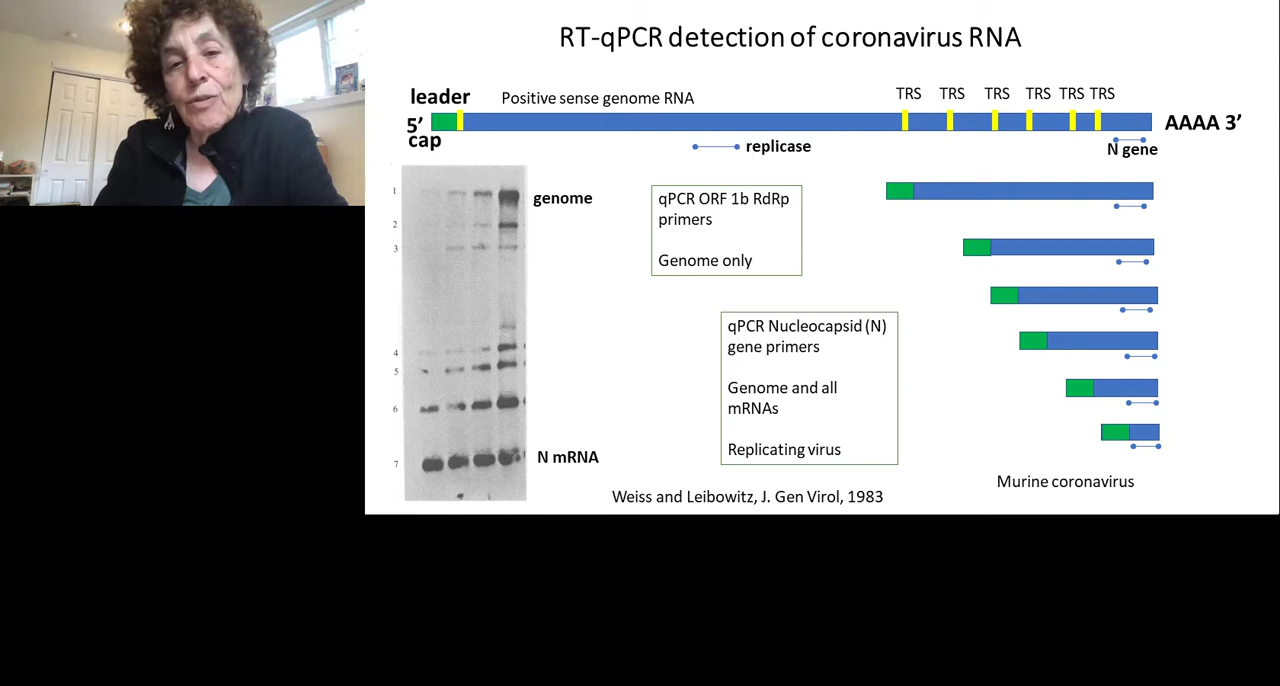 RT-qPCR detection of coronavirus RNA
leader
Positive sense genome RNA
TRS TRS TRS TRS TRS TRS
5’
cap
AAAA 3’
replicase
N gene
1
2
3
4
5
6
7
genome
N mRNA
qPCR ORF 1b RdRp
primers
Genome only
qPCR Nucleocapsid (N)
gene primers
Genome and all
mRNAs
Replicating virus
Murine coronavirus
Weiss and Leibowitz, J. Gen Virol, 1983